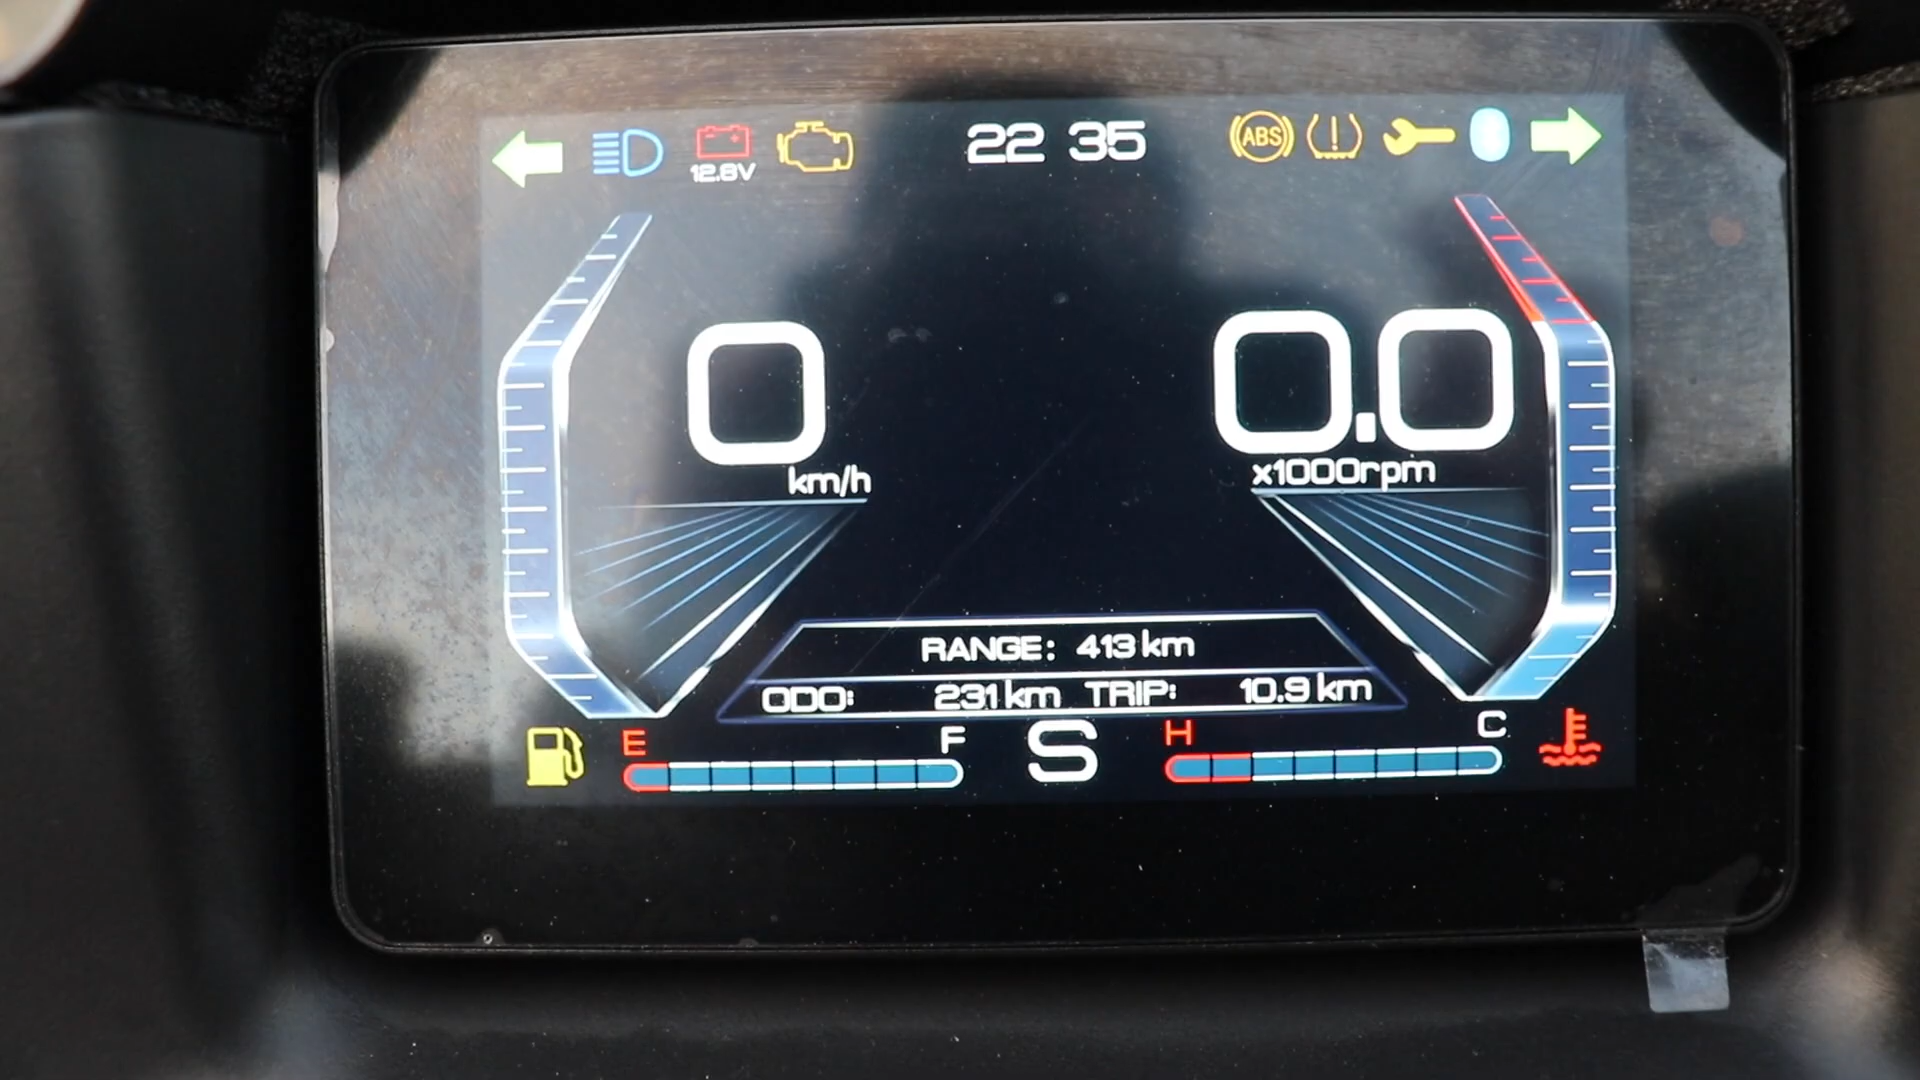 22 35
12.8V
ABS
0
km/h
0.0
x1000rpm
RANGE: 413 km
ODO: 231 km TRIP: 10.9 km
E F S H C